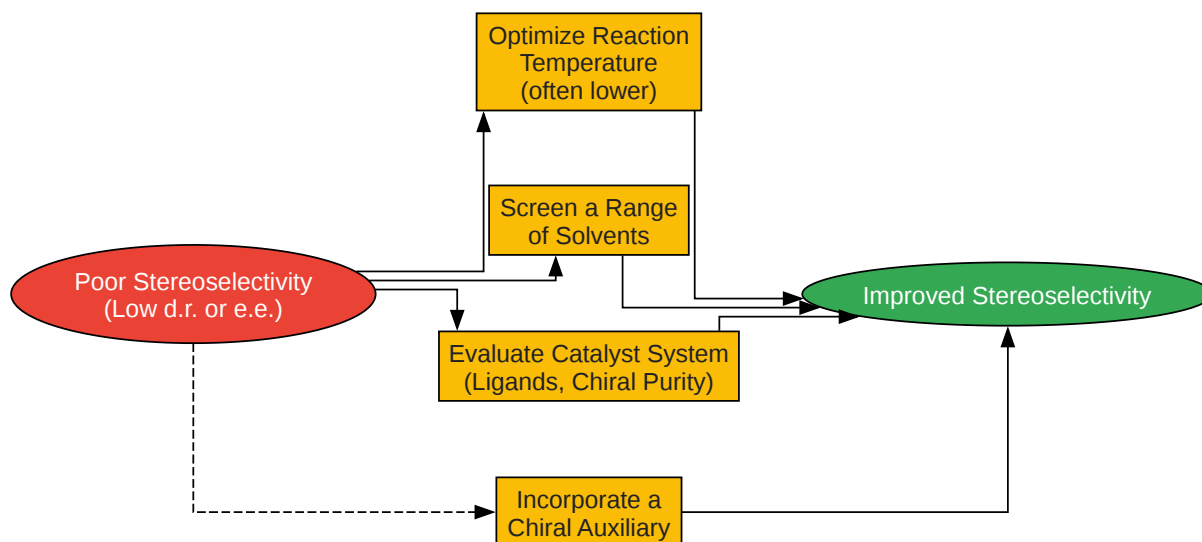 Optimize Reaction
Temperature
(often lower)
Screen a Range
of Solvents
Poor Stereoselectivity
(Low d.r. or e.e.)
Improved Stereoselectivity
Evaluate Catalyst System
(Ligands, Chiral Purity)
Incorporate a
Chiral Auxiliary